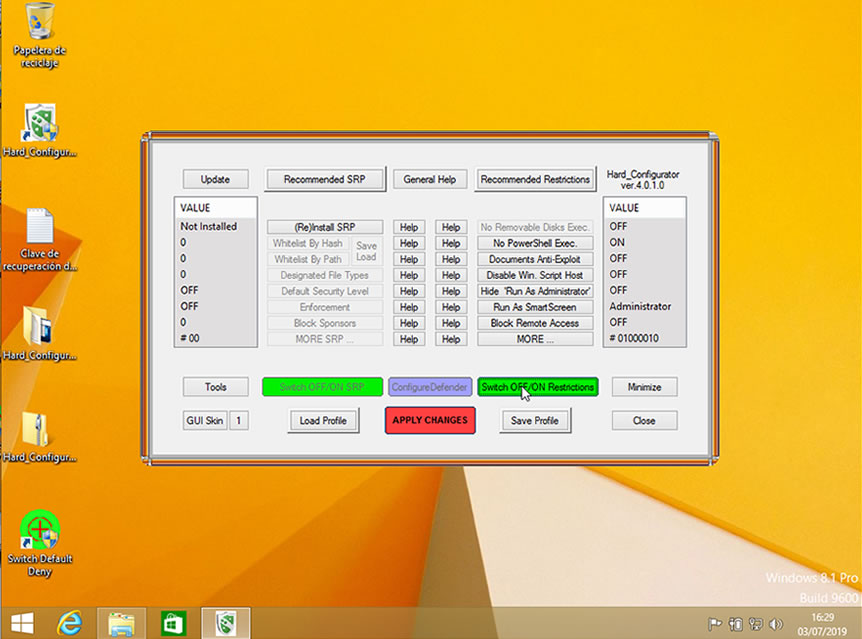 Papelera de
reciclaje
Hard_Configur...
Clave de
recuperación d...
Hard_Configur...
Hard_Configur...
Switch Default
Deny
Update
Recommended SRP
General Help
Recommended Restrictions
Hard_Configurator
ver.4.0.1.0
VALUE
VALUE
Not Installed
(Re)Install SRP
Help
Help
No Removable Disks Exec.
OFF
0
Whitelist By Hash
Save
Help
Help
No PowerShell Exec.
ON
0
Whitelist By Path
Load
Help
Help
Documents Anti-Exploit
OFF
0
Designated File Types
Help
Help
Disable Win. Script Host
OFF
OFF
Default Security Level
Help
Help
Hide 'Run As Administrator'
OFF
OFF
Enforcement
Help
Help
Run As SmartScreen
Administrator
0
Block Sponsors
Help
Help
Block Remote Access
OFF
# 00
MORE SRP ...
Help
Help
MORE ...
# 01000010
Tools
Switch OFF/ON SRP
ConfigureDefender
Switch OFF/ON Restrictions
Minimize
GUI Skin
1
Load Profile
APPLY CHANGES
Save Profile
Close
Windows 8.1 Pro
Build 9600
16:29
03/07/2019